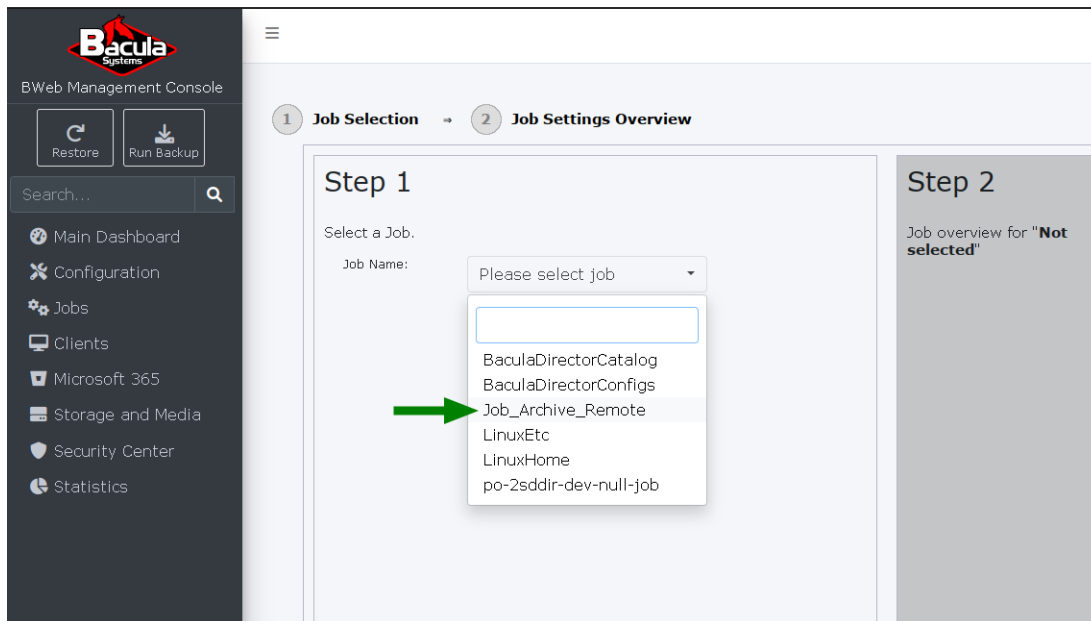 Bacula
Systems
BWeb Management Console
Restore
Run Backup
Search...
Main Dashboard
Configuration
Jobs
Clients
Microsoft 365
Storage and Media
Security Center
Statistics
1 Job Selection ⇒ 2 Job Settings Overview
Step 1
Select a Job.
Job Name:
Please select job
BaculaDirectorCatalog
BaculaDirectorConfigs
Job_Archive_Remote
LinuxEtc
LinuxHome
po-2sddir-dev-null-job
Step 2
Job overview for "Not
selected"